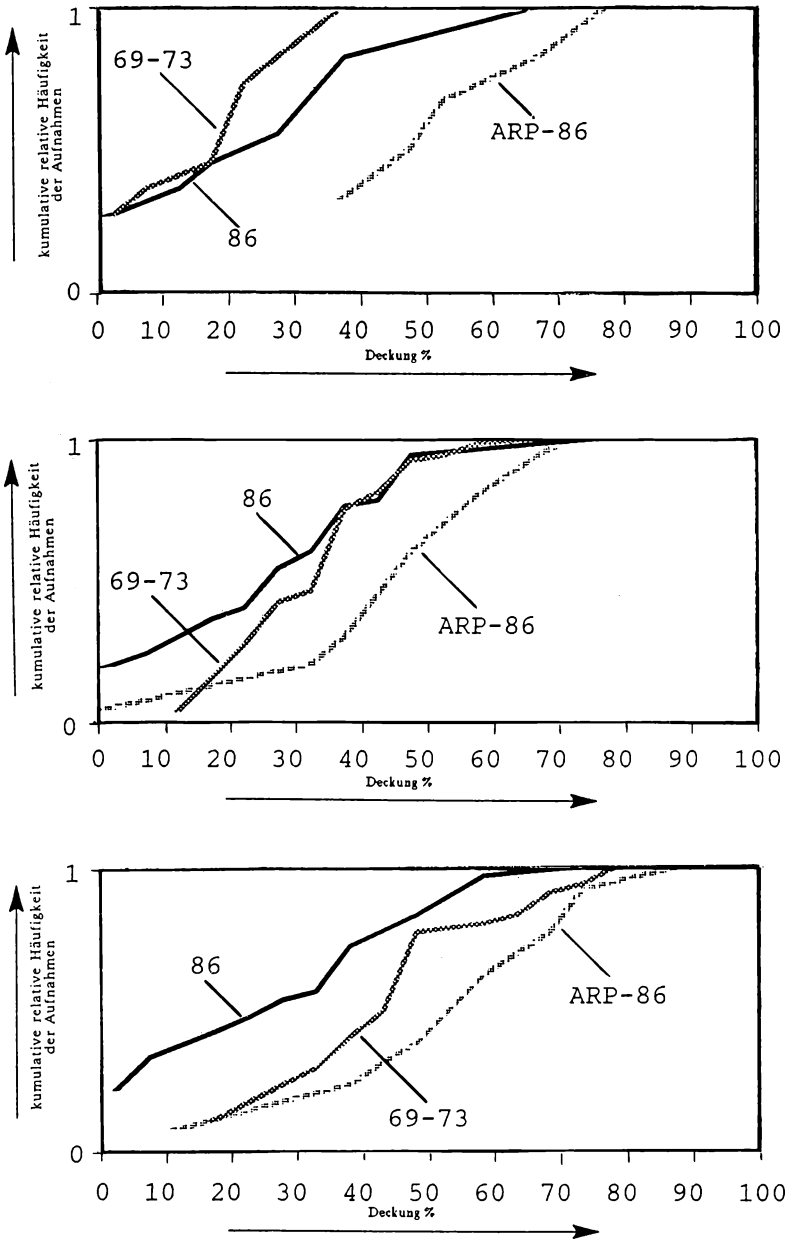 1
69-73
ARP-86
86
kumulative relative Häufigkeit
der Aufnahmen
0
0 10 20 30 40 50 60 70 80 90 100
Deckung %
1
86
69-73
ARP-86
kumulative relative Häufigkeit
der Aufnahmen
0
0 10 20 30 40 50 60 70 80 90 100
Deckung %
1
86
ARP-86
69-73
kumulative relative Häufigkeit
der Aufnahmen
0
0 10 20 30 40 50 60 70 80 90 100
Deckung %